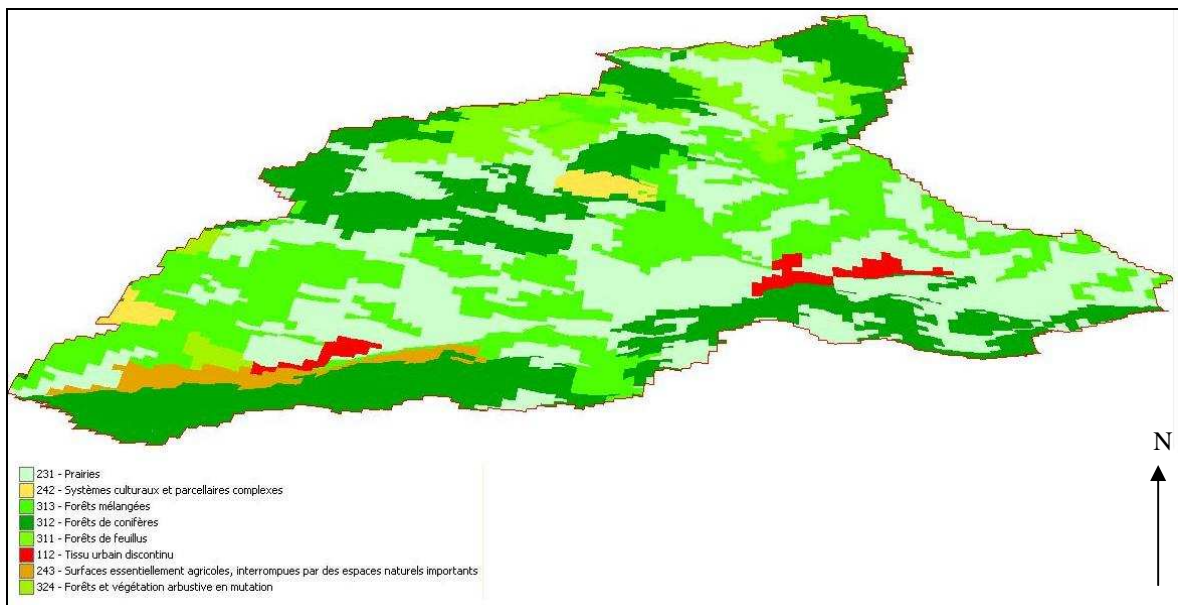 N
231 - Prairies
242 - Systèmes culturaux et parcellaires complexes
313 - Forêts mélangées
312 - Forêts de conifères
311 - Forêts de feuillus
112 - Tissu urbain discontinu
243 - Surfaces essentiellement agricoles, interrompues par des espaces naturels importants
324 - Forêts et végétation arbustive en mutation